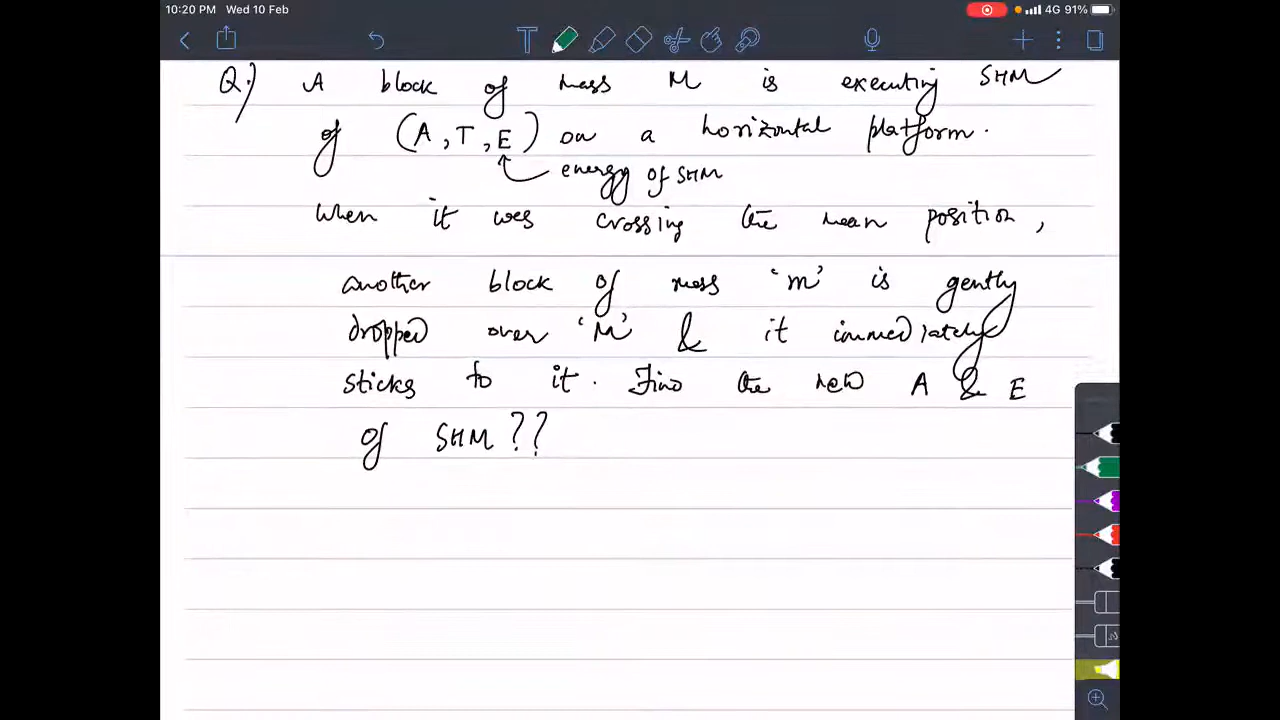 10:20 PM Wed 10 Feb
4G 91%
Q.) A block of mass M is executing SHM
of (A, T, E) on a horizontal platform.
energy of SHM
when it was crossing the mean position,
another block of mass 'm' is gently
dropped over 'M' & it immediately
sticks to it. Find the new A & E
of SHM??